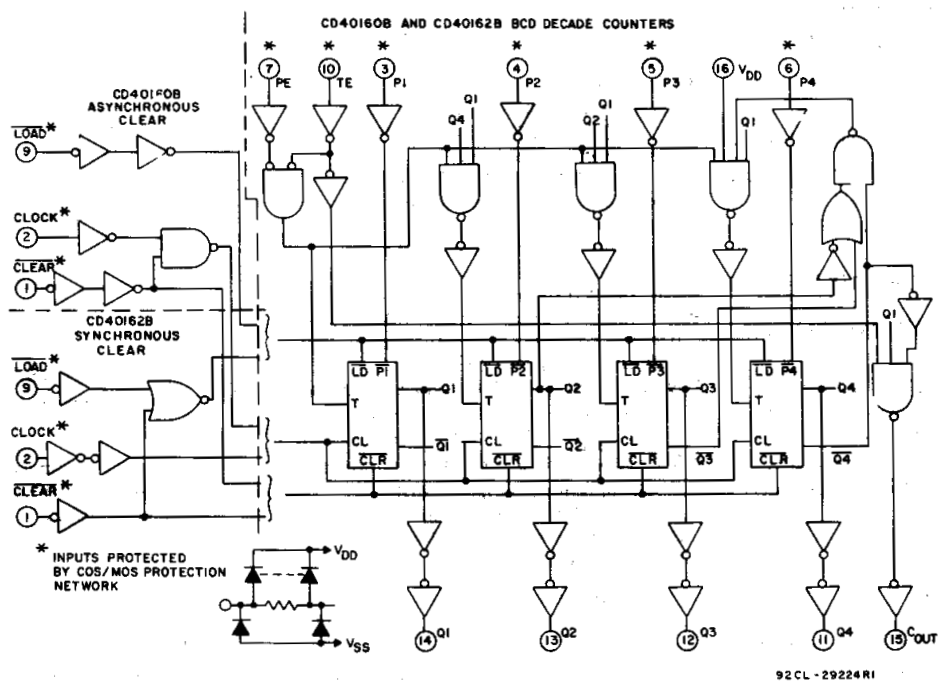 CD40160B AND CD40162B BCD DECADE COUNTERS
* * * * * *
7 PE 10 TE 3 P1 4 P2 5 P3 16 VDD 6 P4
CD40160B
ASYNCHRONOUS
CLEAR
LOAD*
9
Q4 Q1 Q2 Q1 Q1
CLOCK*
2
CLEAR*
1
CD40162B
SYNCHRONOUS
CLEAR
LOAD*
9
CLOCK*
2
CLEAR*
1
Q1
LD P1 LD P2 LD P3 LD P4
T Q1 T Q2 T Q3 T Q4
CL Q1 CL Q2 CL Q3 CL Q4
CLR CLR CLR CLR
* INPUTS PROTECTED
BY COS/MOS PROTECTION
NETWORK
VDD
VSS
14 Q1 13 Q2 12 Q3 11 Q4 15 COUT
92CL-29224R1